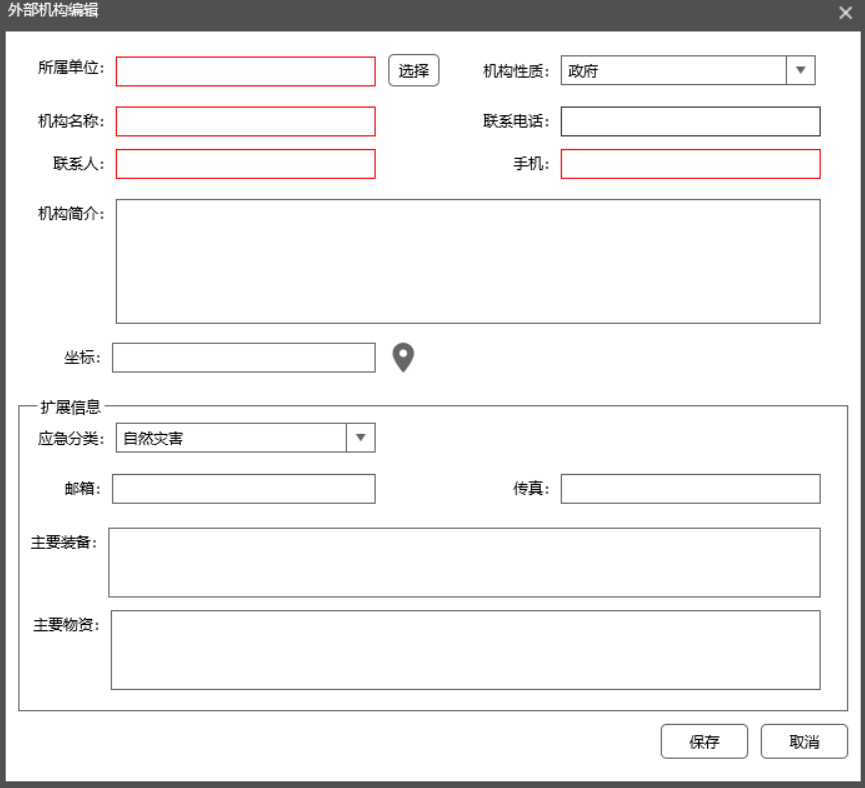 外部机构编辑
所属单位: 选择 机构性质: 政府
机构名称: 联系电话:
联系人: 手机:
机构简介:
坐标:
扩展信息
应急分类: 自然灾害
邮箱: 传真:
主要装备:
主要物资:
保存 取消